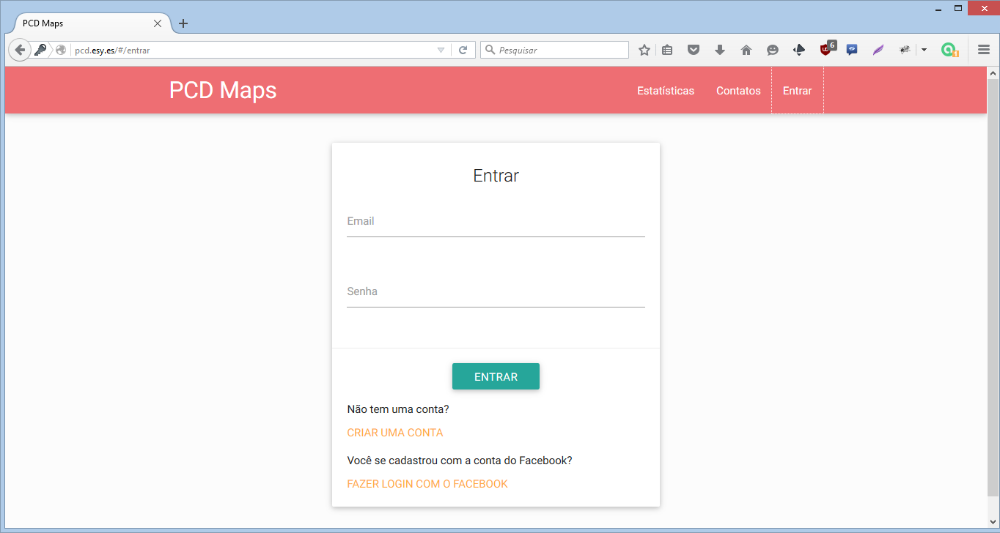 PCD Maps
pcd.esy.es/#/entrar
Pesquisar
6
1
PCD Maps
Estatísticas Contatos Entrar
Entrar
Email
Senha
ENTRAR
Não tem uma conta?
CRIAR UMA CONTA
Você se cadastrou com a conta do Facebook?
FAZER LOGIN COM O FACEBOOK